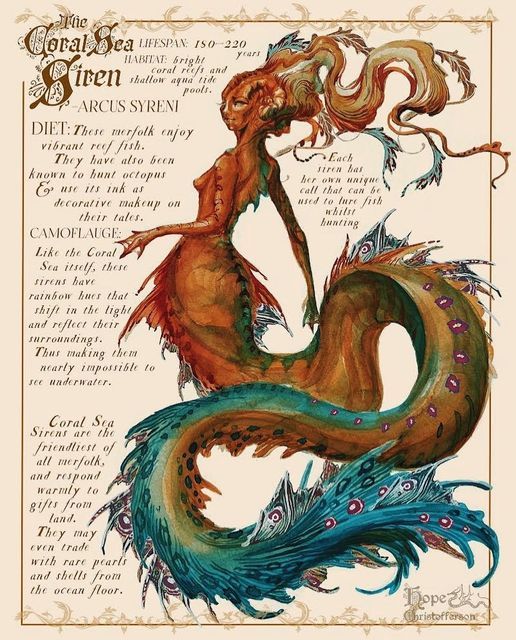 The
Coral Sea
Siren
LIFESPAN: 180-220
years
HABITAT: bright
coral reefs and
shallow aqua tide
pools.
-ARCUS SYRENI
DIET: These merfolk enjoy
vibrant reef fish.
They have also been
known to hunt octopus
& use its ink as
decorative makeup on
their tales.
CAMOFLAUGE:
Like the Coral
Sea itself, these
sirens have
rainbow hues that
shift in the light
and reflect their
surroundings.
Thus making them
nearly impossible to
see underwater.
Each
siren has
her own unique
call that can be
used to lure fish
whilst
hunting
Coral Sea
Sirens are the
friendliest of
all merfolk,
and respond
warmly to
gifts from
land.
They may
even trade
with rare pearls
and shells from
the ocean floor.
Hope
Christofferson